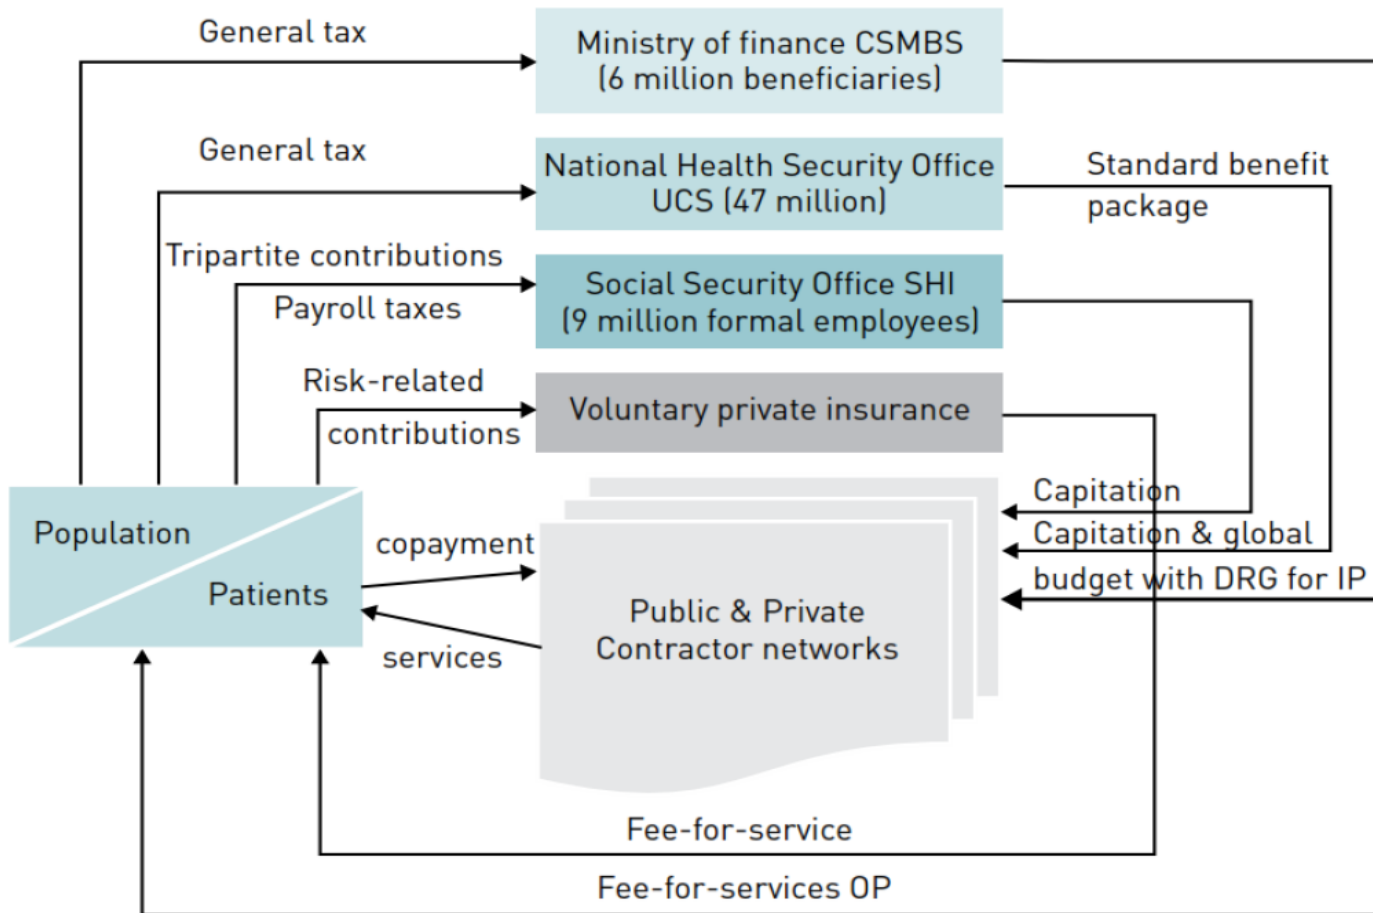 General tax
Ministry of finance CSMBS
(6 million beneficiaries)
General tax
National Health Security Office
UCS (47 million)
Standard benefit
package
Tripartite contributions
Payroll taxes
Social Security Office SHI
(9 million formal employees)
Risk-related
contributions
Voluntary private insurance
Population
Patients
copayment
services
Public & Private
Contractor networks
Capitation
Capitation & global
budget with DRG for IP
Fee-for-service
Fee-for-services OP